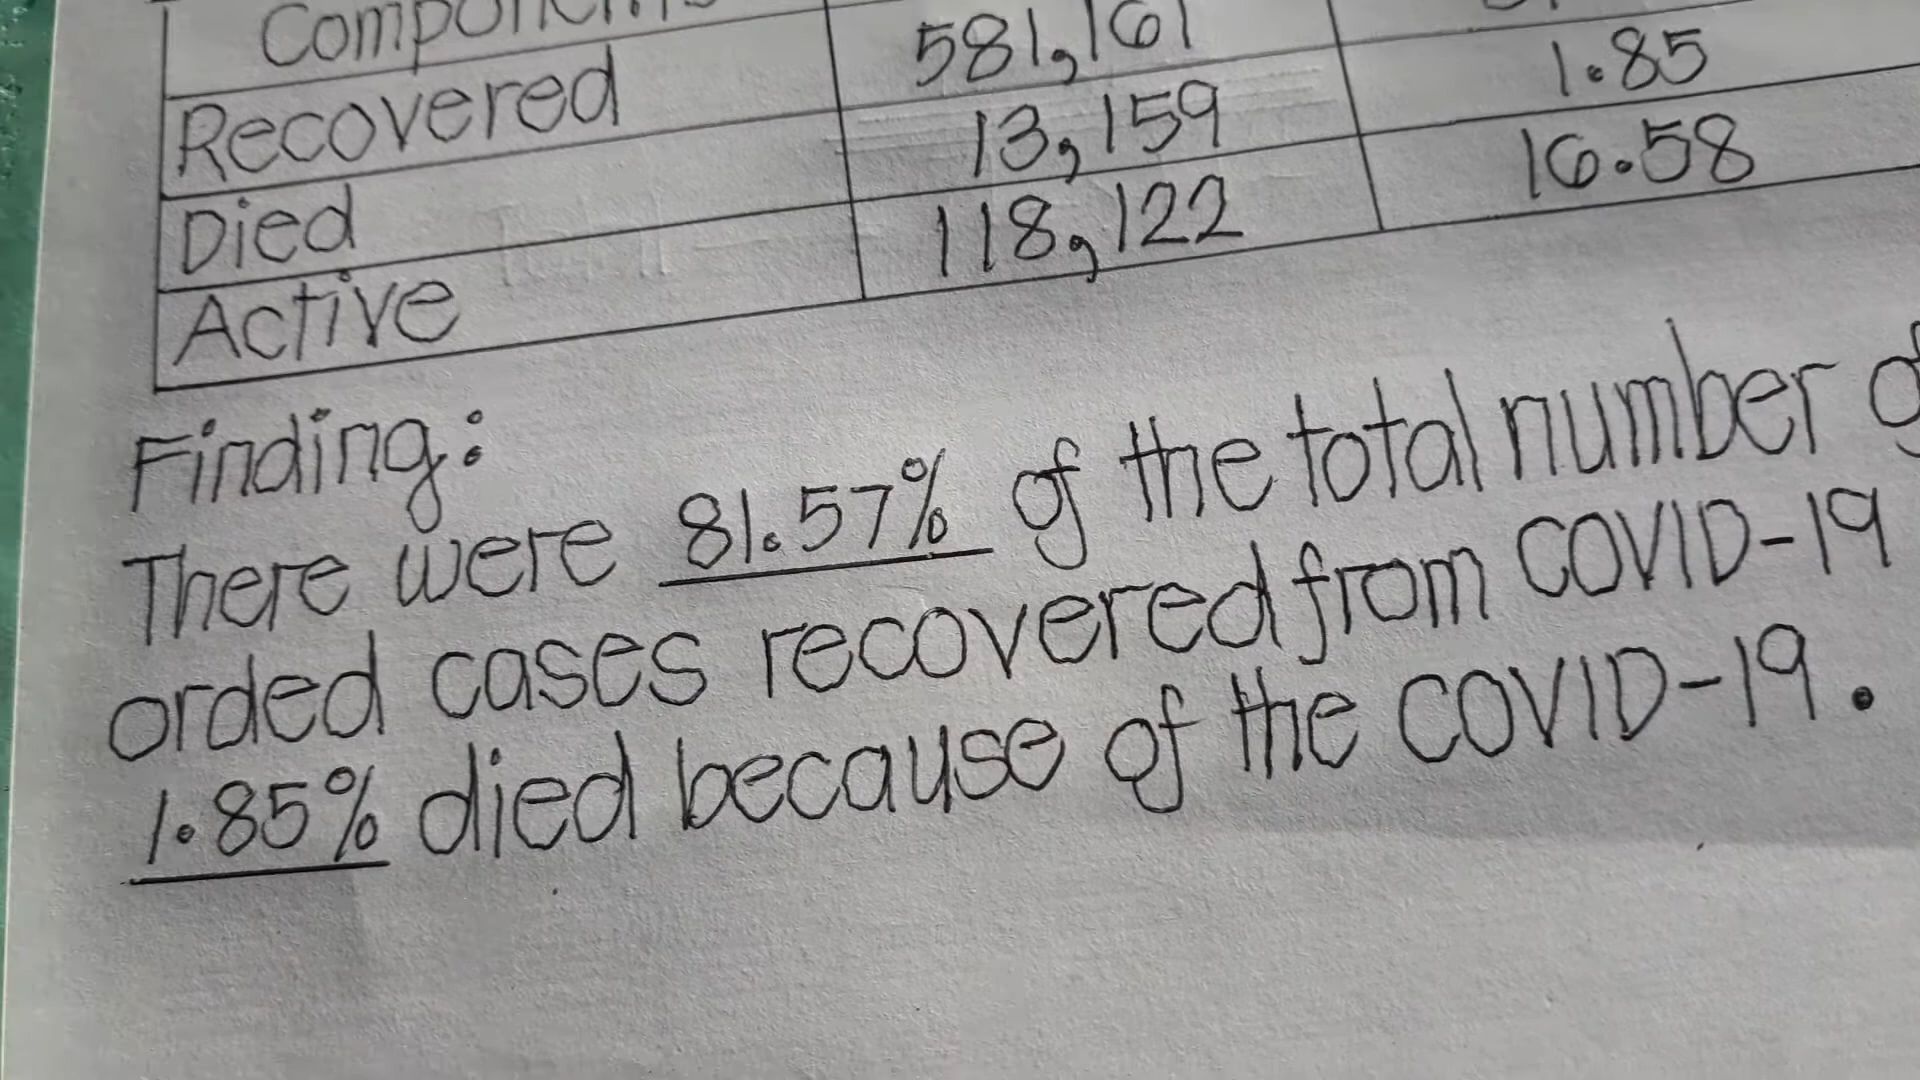 Components
Recovered 581,161
Died 13,159 1.85
Active 118,122 16.58
Finding:
There were 81.57% of the total number
orded cases recovered from COVID-19
1.85% died because of the COVID-19.